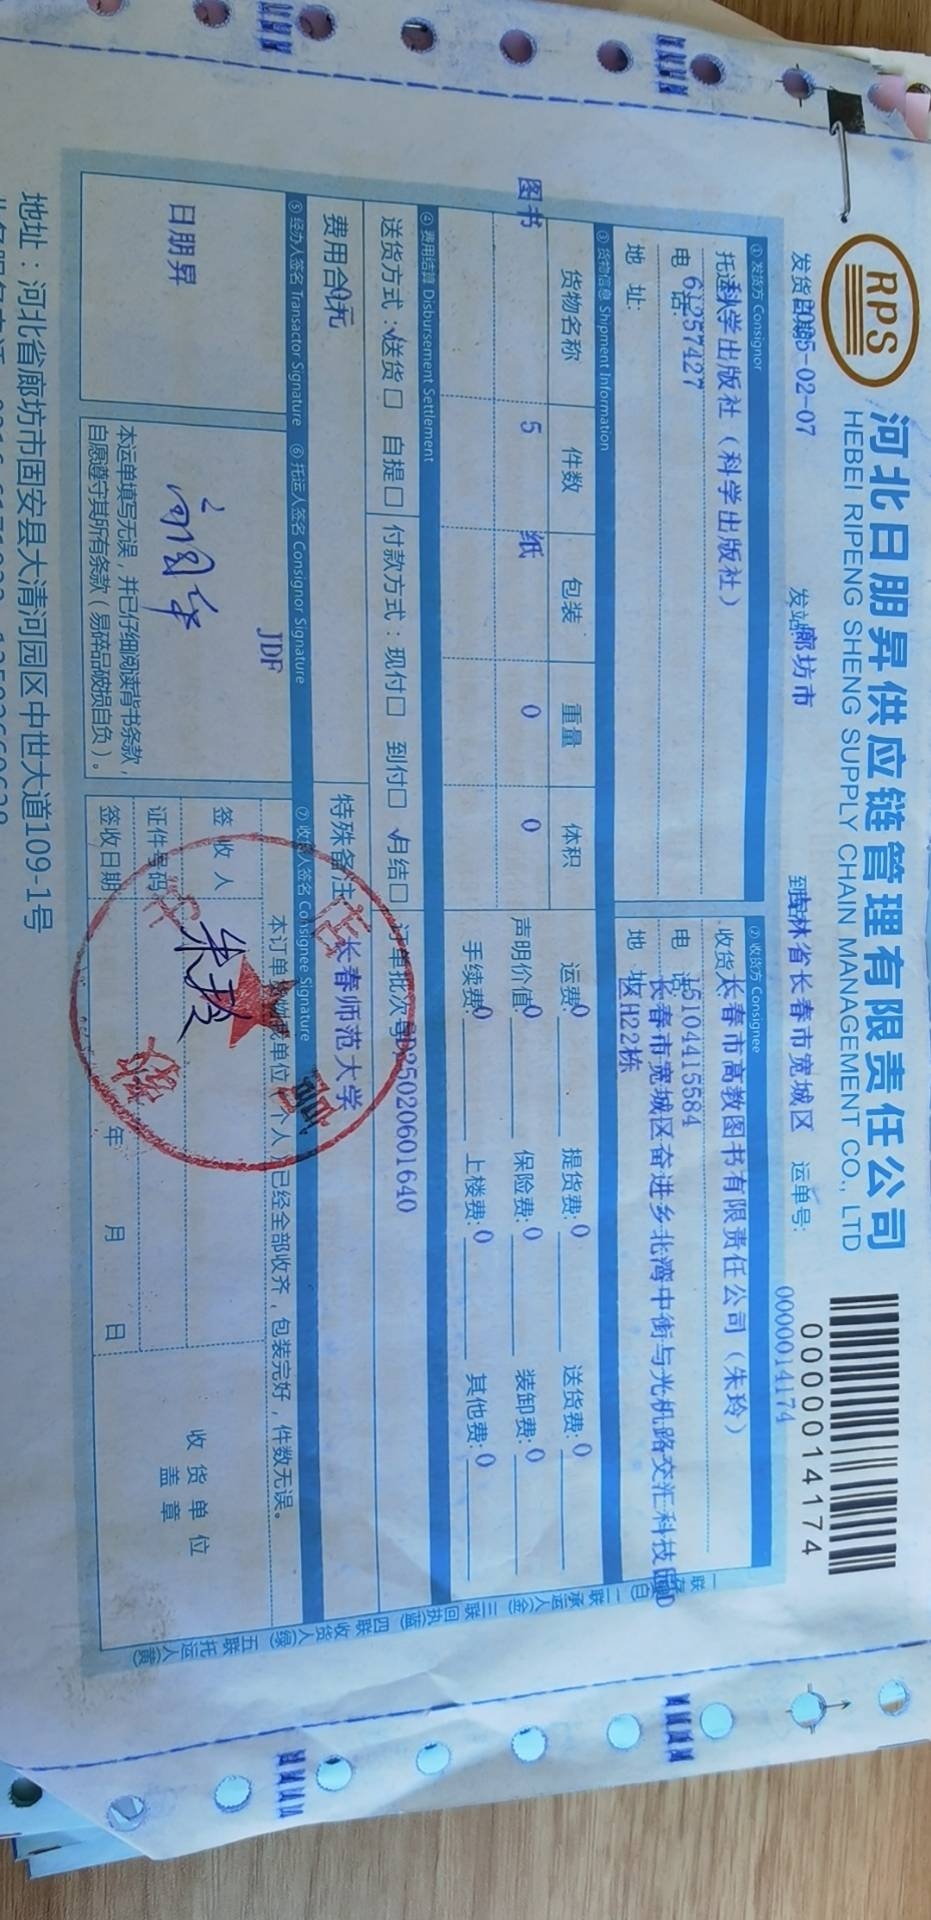 RPS
河北日朋昇供应链管理有限责任公司
HEBEI RIPENG SHENG SUPPLY CHAIN MANAGEMENT CO., LTD
0000014174
发货日期 5-02-07 发站 廊坊市 到 吉林省长春市宽城区 运单号: 0000014174
① 发货方 Consignor
托运 科学出版社（科学出版社）
电 话: 61257427
地 址:
② 收货方 Consignee
收货 长春市高教图书有限责任公司（朱玲）
电 话 5104415584
地 址 长春市宽城区奋进乡北湾中街与光机路交汇科技园D
区H22栋
③ 货物信息 Shipment Information
货物名称 件数 包装 重量 体积
图书 5 纸 0 0
运费: 0 提货费: 0 送货费: 0
声明价值: 0 保险费: 0 装卸费: 0
手续费: 0 上楼费: 0 其他费: 0
④ 费用结算 Disbursement Settlement
送货方式：√送货□ 自提□ 付款方式：现付□ 到付□ √月结□ 订单批次号 2025020601640
费用合 0元 特殊备注: 长春师范大学
⑤ 经办人签名 Transactor Signature ⑥ 托运人签名 Consignor Signature ⑦ 收货人签名 Consignee Signature
日朋昇
JDF
本运单填写无误，并已仔细阅读背书条款，
自愿遵守其所有条款（易碎品破损自负）。
本订单货物我单位 个人）已经全部收齐，包装完好，件数无误。
签 收 人
证件号码
签收日期 年 月 日
收 货 单 位
盖 章
二联承运人(金) 三联回执(蓝) 四联收货人(绿) 五联托运人(黄)
地址：河北省廊坊市固安县大清河园区中世大道109-1号